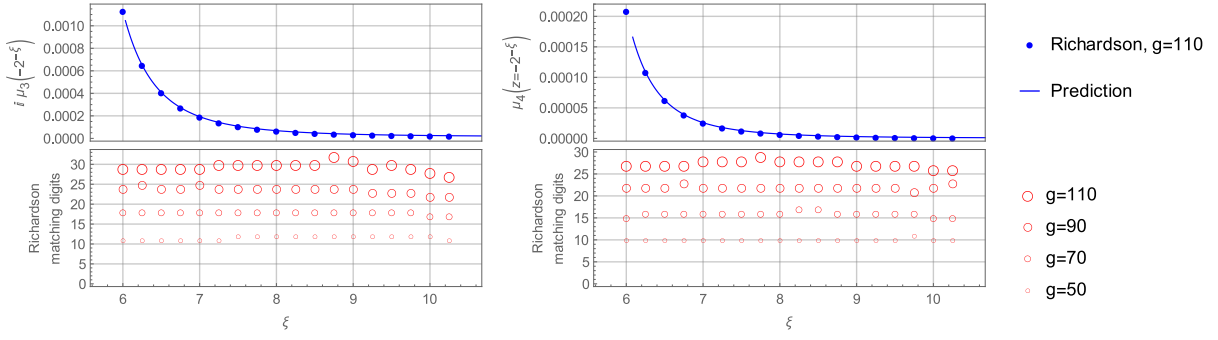 0.0010
0.0008
0.0006
0.0004
0.0002
0.0000
ⅈ μ₃(-2^-ξ)
30
25
20
15
10
5
0
Richardson
matching digits
6 7 8 9 10
ξ
0.00020
0.00015
0.00010
0.00005
0.00000
μ₄(z=-2^-ξ)
30
25
20
15
10
5
0
Richardson
matching digits
6 7 8 9 10
ξ
Richardson, g=110
Prediction
g=110
g=90
g=70
g=50